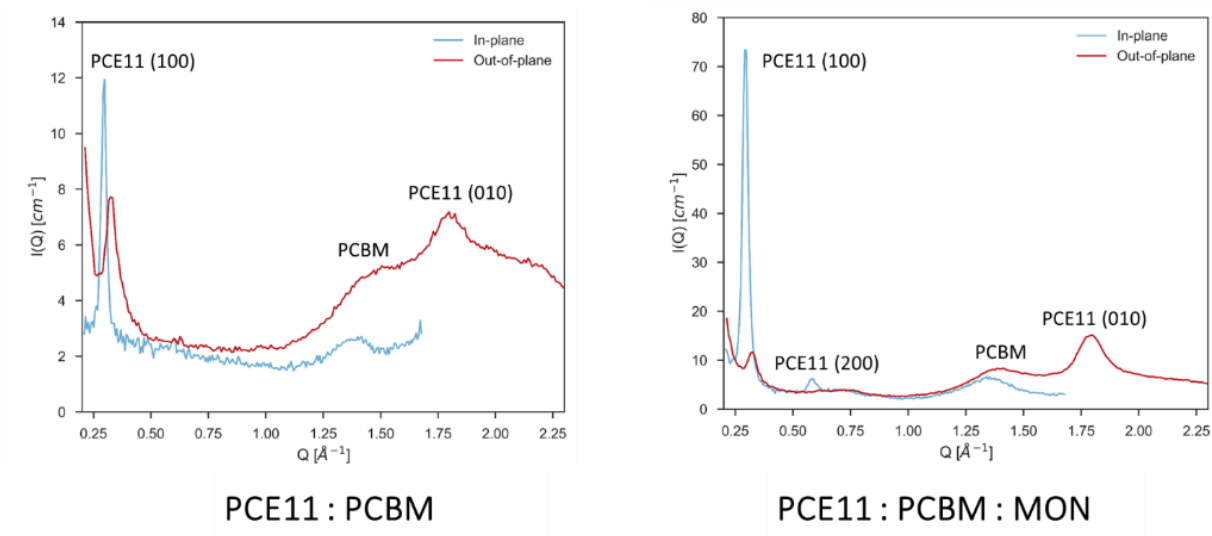 14
12
10
8
6
4
2
0
I(Q) [cm⁻¹]
PCE11 (100)
In-plane
Out-of-plane
PCE11 (010)
PCBM
0.25 0.50 0.75 1.00 1.25 1.50 1.75 2.00 2.25
Q [Å⁻¹]
PCE11 : PCBM
80
70
60
50
40
30
20
10
0
I(Q) [cm⁻¹]
In-plane
Out-of-plane
PCE11 (100)
PCE11 (010)
PCBM
PCE11 (200)
0.25 0.50 0.75 1.00 1.25 1.50 1.75 2.00 2.25
Q [Å⁻¹]
PCE11 : PCBM : MON